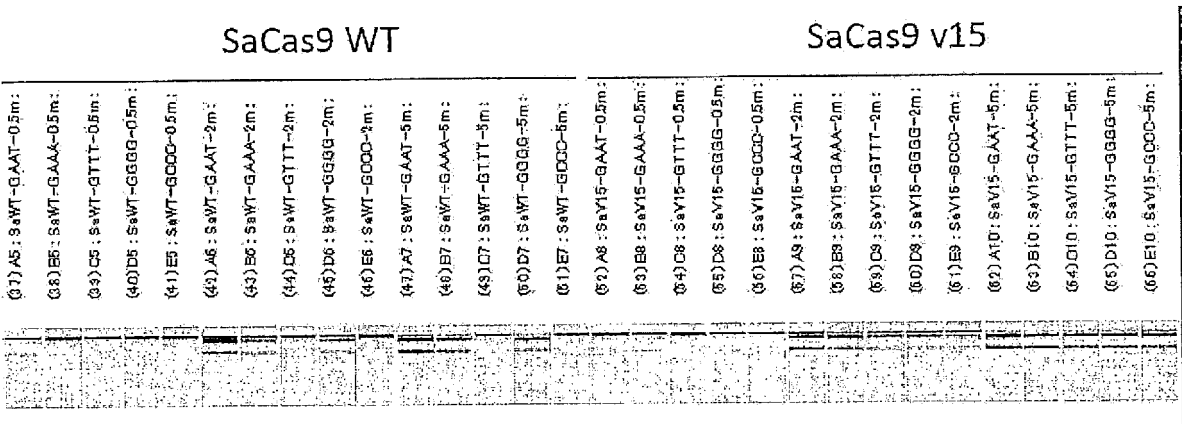 SaCas9 WT
SaCas9 v15
(37) A5: SaWT-GAAT-0.5m:
(38) B5: SaWT-GAAA-0.5m:
(39) C5: SaWT-GTTT-0.5m:
(40) D5: SaWT-GGGG-0.5m:
(41) E5: SaWT-GCCC-0.5m:
(42) A6: SaWT-GAAT-2m:
(43) B6: SaWT-GAAA-2m:
(44) C6: SaWT-GTTT-2m:
(45) D6: SaWT-GGGG-2m:
(46) E6: SaWT-GCCC-2m:
(47) A7: SaWT-GAAT-5m:
(48) B7: SaWT-GAAA-5m:
(49) C7: SaWT-GTTT-5m:
(50) D7: SaWT-GGGG-5m:
(51) E7: SaWT-GCCC-5m:
(52) A8: SaV15-GAAT-0.5m:
(53) B8: SaV15-GAAA-0.5m:
(54) C8: SaV15-GTTT-0.5m:
(55) D8: SaV15-GGGG-0.5m:
(56) E8: SaV15-GCCC-0.5m:
(57) A9: SaV15-GAAT-2m:
(58) B9: SaV15-GAAA-2m:
(59) C9: SaV15-GTTT-2m:
(60) D9: SaV15-GGGG-2m:
(61) E9: SaV15-GCCC-2m:
(62) A10: SaV15-GAAT-5m:
(63) B10: SaV15-GAAA-5m:
(64) C10: SaV15-GTTT-5m:
(65) D10: SaV15-GGGG-5m:
(66) E10: SaV15-GCCC-5m: